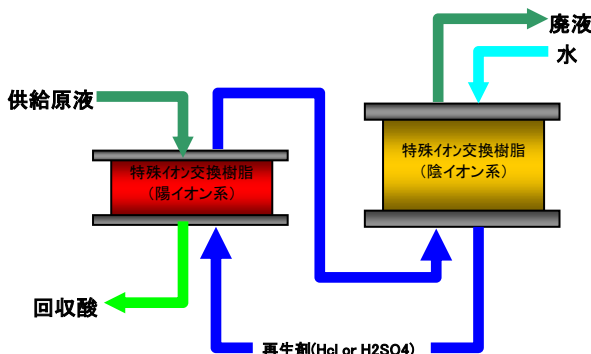 廃液
水
供給原液
特殊イオン交換樹脂
(陽イオン系)
特殊イオン交換樹脂
(陰イオン系)
回収酸
再生剤(Hcl or H2SO4)